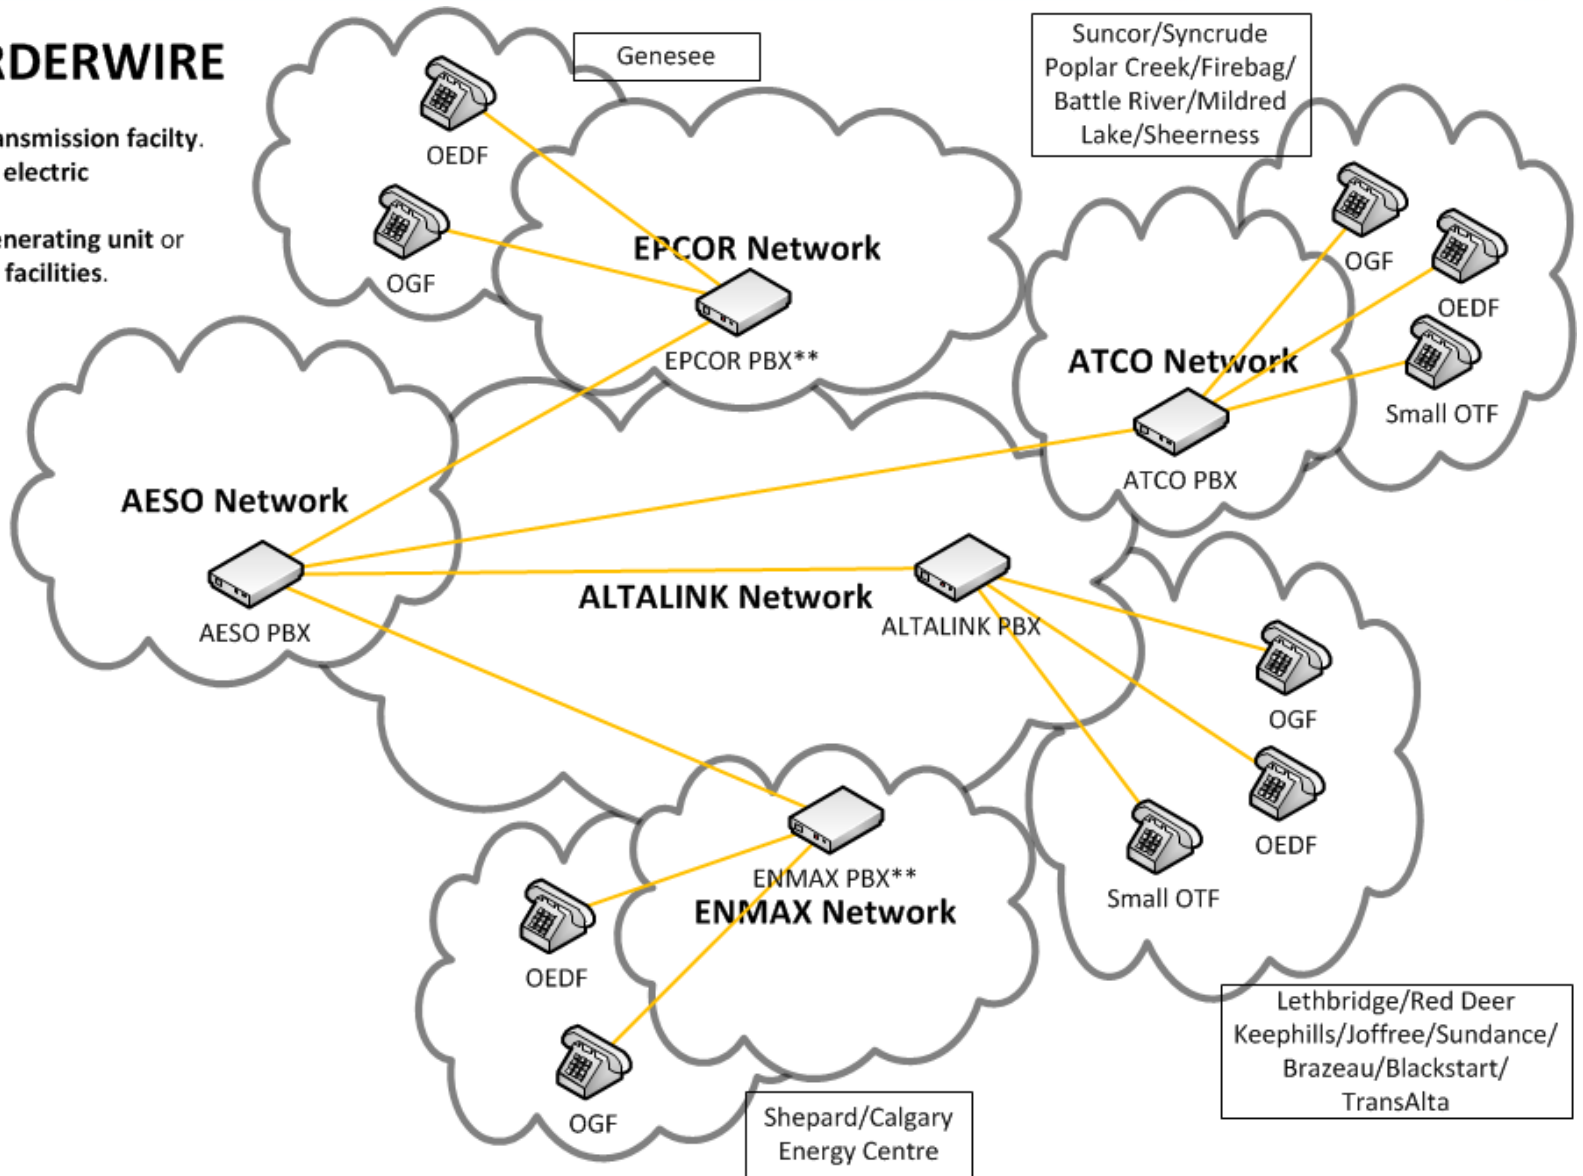 RDERWIRE
ansmission facilty.
electric
enerating unit or
facilities.
Genesee
Suncor/Syncrude
Poplar Creek/Firebag/
Battle River/Mildred
Lake/Sheerness
OEDF
OGF
EPCOR Network
EPCOR PBX**
OGF
OEDF
ATCO Network
Small OTF
ATCO PBX
AESO Network
AESO PBX
ALTALINK Network
ALTALINK PBX
OGF
OEDF
Small OTF
ENMAX PBX**
ENMAX Network
OEDF
OGF
Lethbridge/Red Deer
Keephills/Joffree/Sundance/
Brazeau/Blackstart/
TransAlta
Shepard/Calgary
Energy Centre